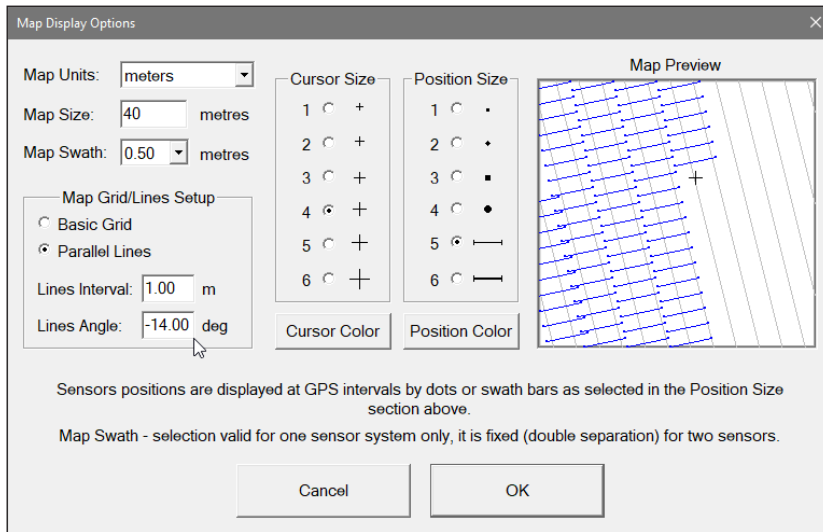 Map Display Options
Map Units: meters
Map Size: 40 metres
Map Swath: 0.50 metres
Map Grid/Lines Setup
Basic Grid
Parallel Lines
Lines Interval: 1.00 m
Lines Angle: -14.00 deg
Cursor Size
1
2
3
4
5
6
Cursor Color
Position Size
1
2
3
4
5
6
Position Color
Map Preview
Sensors positions are displayed at GPS intervals by dots or swath bars as selected in the Position Size
section above.
Map Swath - selection valid for one sensor system only, it is fixed (double separation) for two sensors.
Cancel
OK